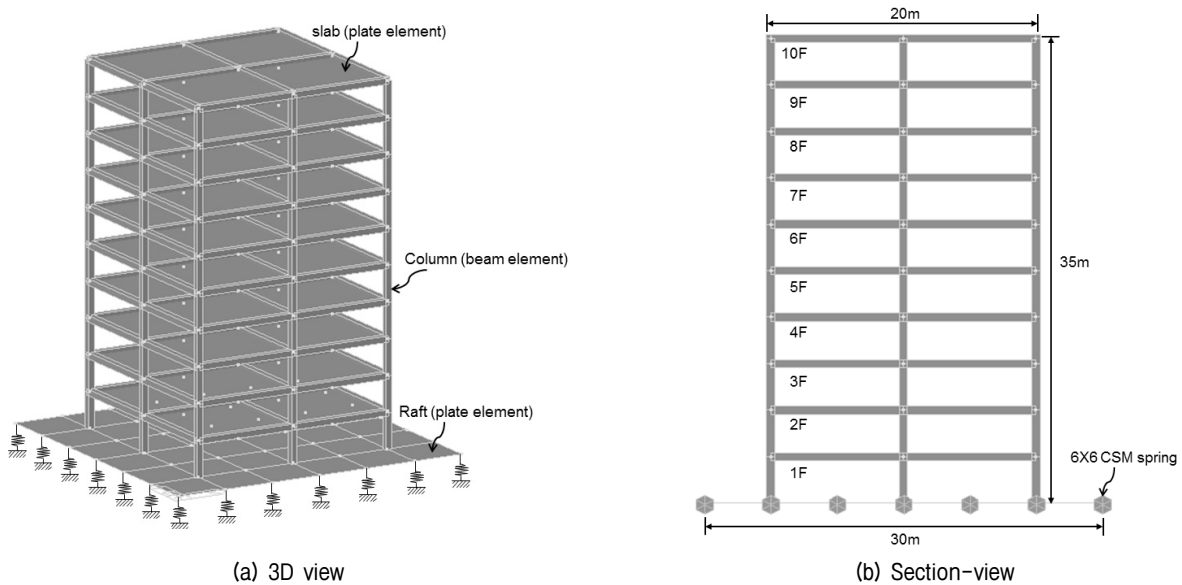 slab (plate element)
Column (beam element)
Raft (plate element)
(a) 3D view
20m
10F
9F
8F
7F
6F
5F
4F
3F
2F
1F
35m
6X6 CSM spring
30m
(b) Section-view